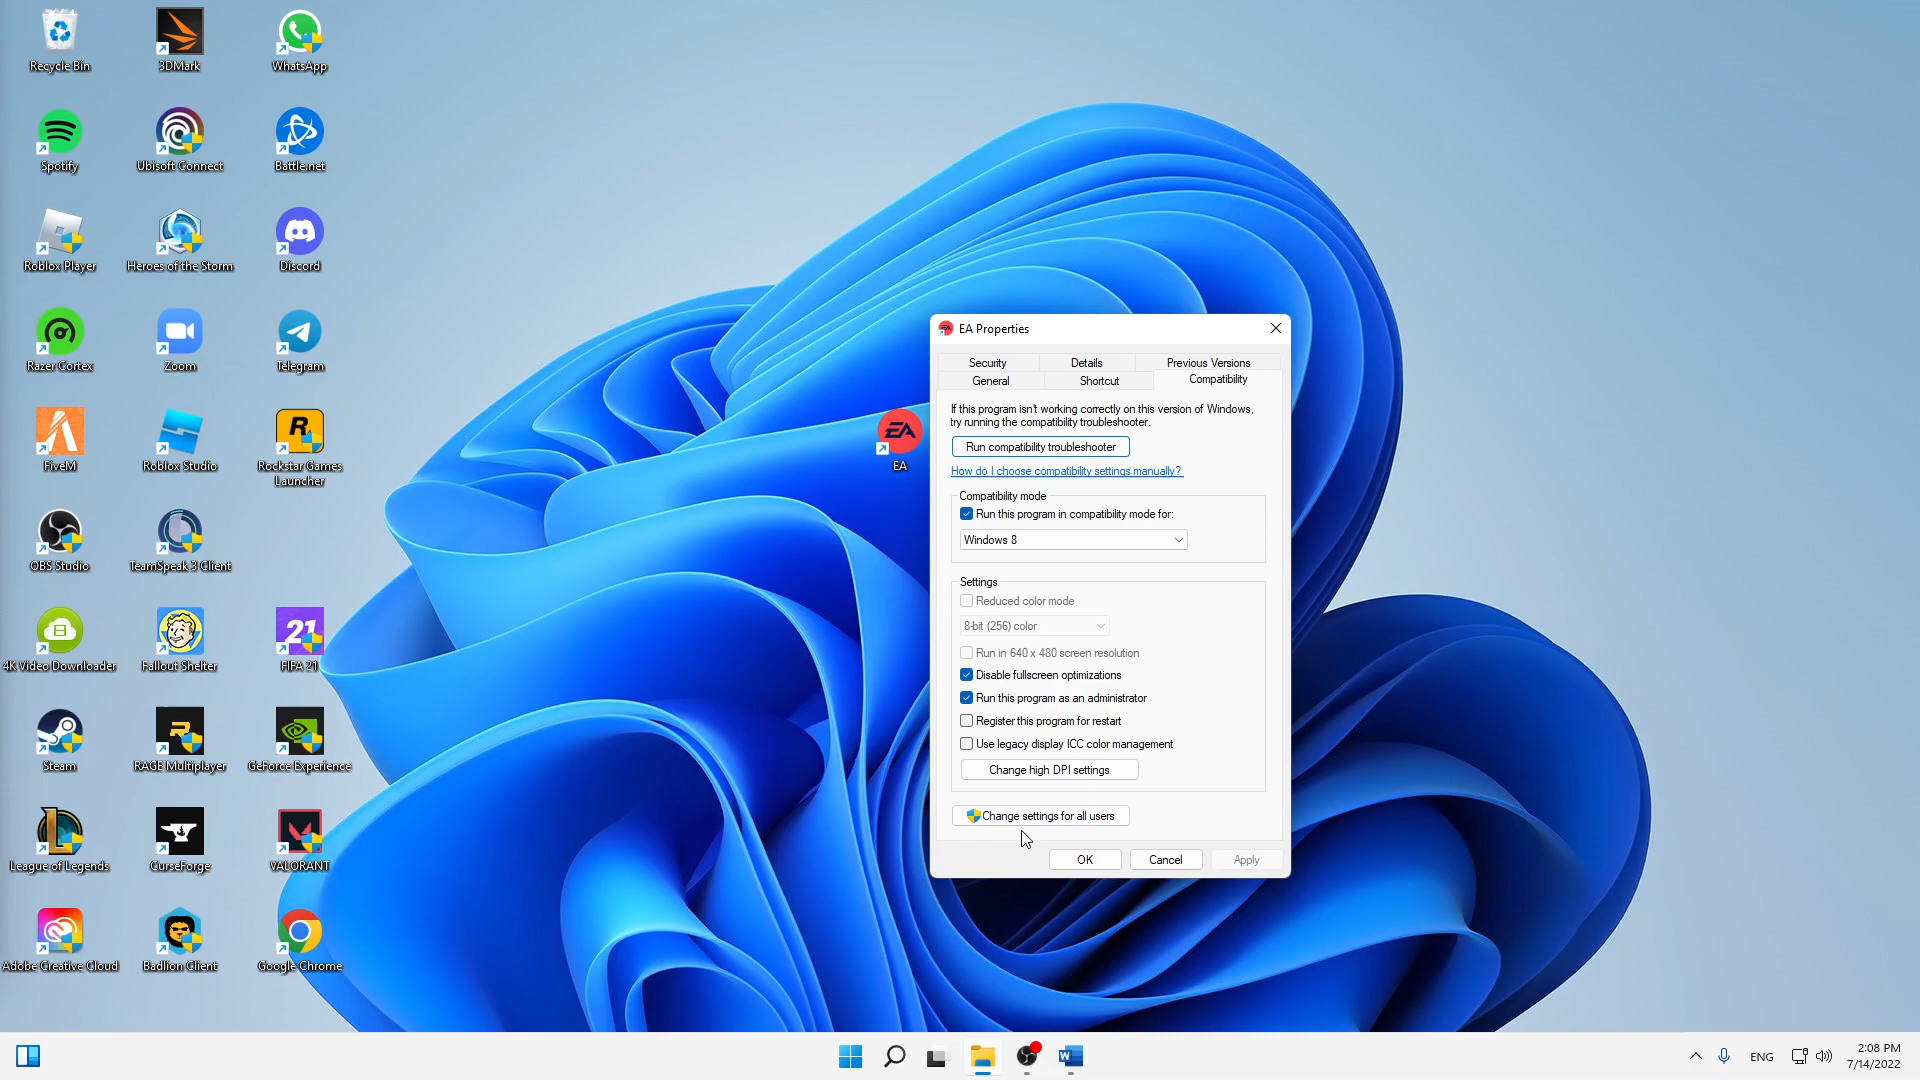 Recycle Bin
3DMark
WhatsApp
Spotify
Ubisoft Connect
Battle.net
Roblox Player
Heroes of the Storm
Discord
Razer Cortex
Zoom
Telegram
FiveM
Roblox Studio
Rockstar Games
Launcher
OBS Studio
TeamSpeak 3 Client
4K Video Downloader
Fallout Shelter
21
FIFA 21
Steam
RAGE Multiplayer
GeForce Experience
League of Legends
CurseForge
VALORANT
Adobe Creative Cloud
Badlion Client
Google Chrome
EA
EA
EA Properties
Security
Details
Previous Versions
General
Shortcut
Compatibility
If this program isn't working correctly on this version of Windows,
try running the compatibility troubleshooter.
Run compatibility troubleshooter
How do I choose compatibility settings manually?
Compatibility mode
Run this program in compatibility mode for:
Windows 8
Settings
Reduced color mode
8-bit (256) color
Run in 640 x 480 screen resolution
Disable fullscreen optimizations
Run this program as an administrator
Register this program for restart
Use legacy display ICC color management
Change high DPI settings
Change settings for all users
OK
Cancel
Apply
W
ENG
2:08 PM
7/14/2022